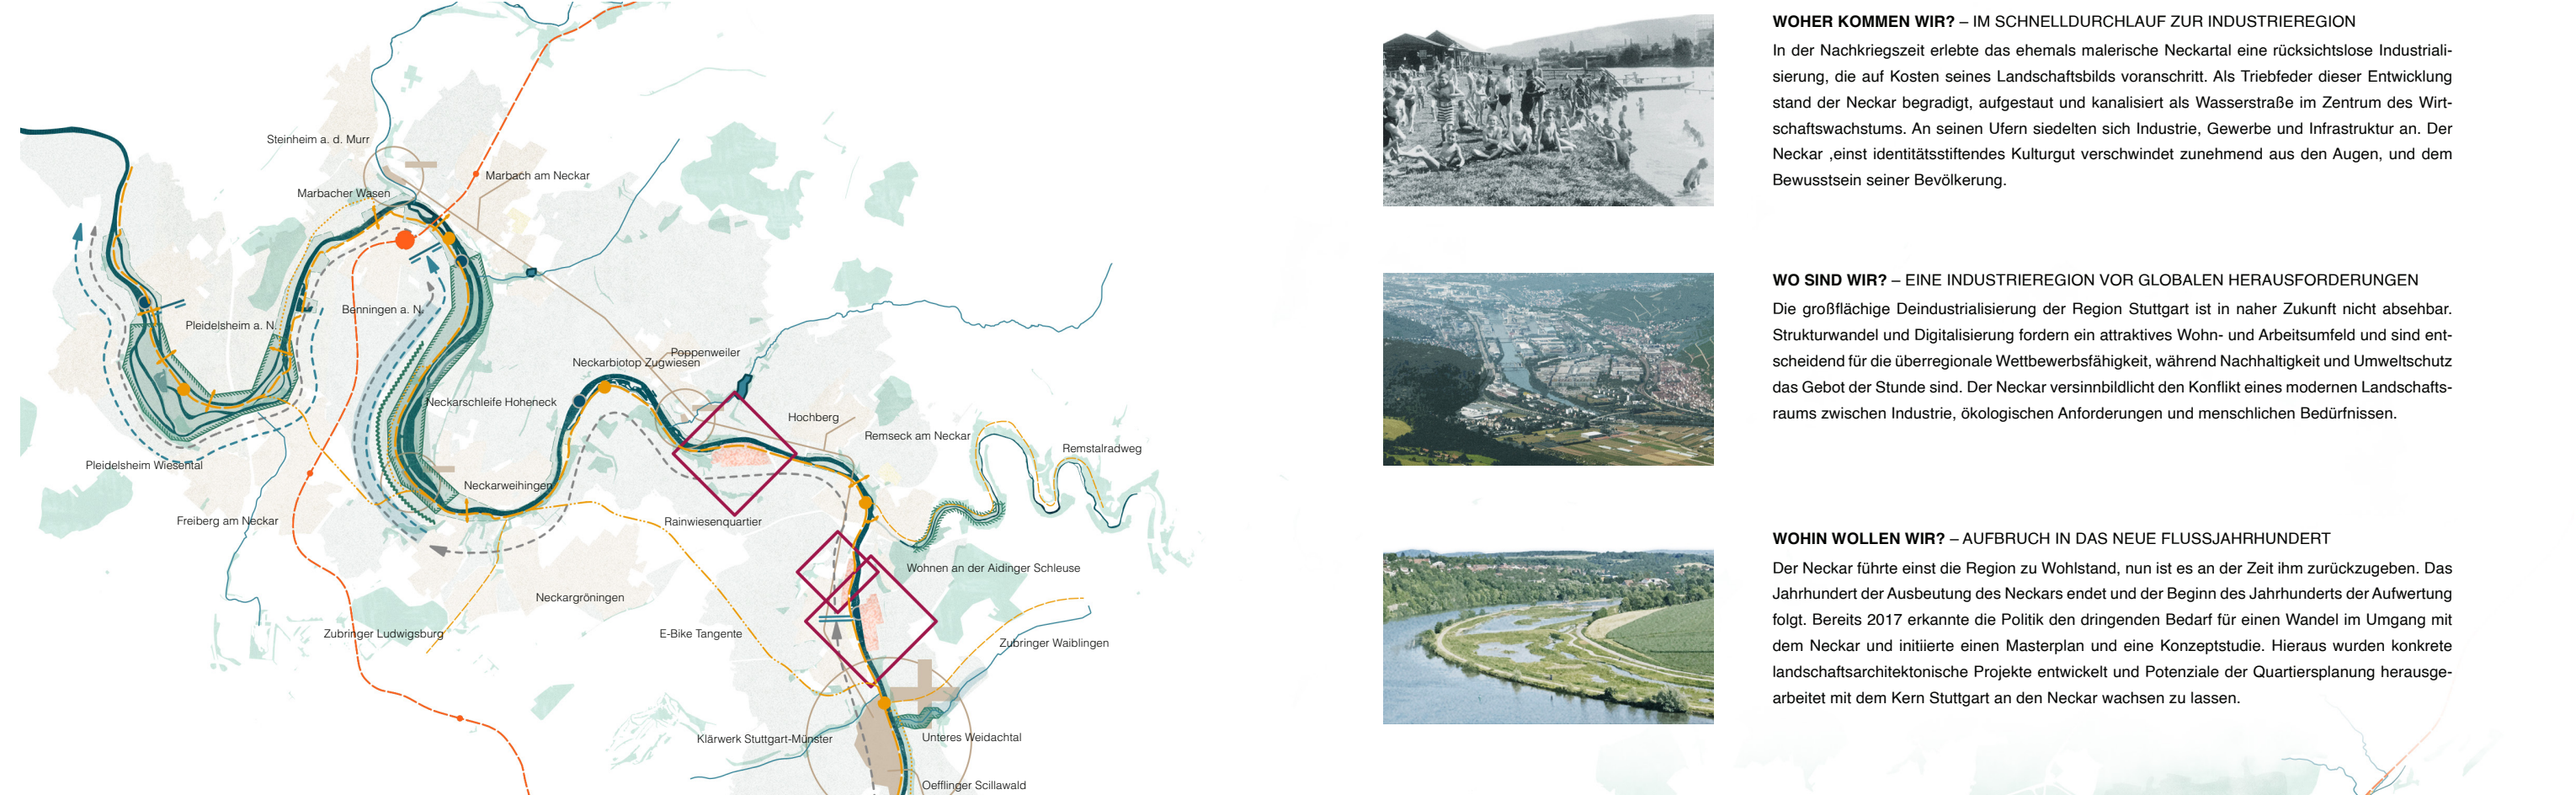 Steinheim a. d. Murr
Marbach am Neckar
Marbacher Wasen
Benningen a. N.
Pleidelsheim a. N.
Poppenweiler
Neckarbiotop Zugwiesen
Neckarschleife Hoheneck
Hochberg
Remseck am Neckar
Remstalradweg
Pleidelsheim Wiesental
Neckarweihingen
Freiberg am Neckar
Rainwiesenquartier
Wohnen an der Aidinger Schleuse
Neckargröningen
Zubringer Ludwigsburg
E-Bike Tangente
Zubringer Waiblingen
Klärwerk Stuttgart-Münster
Unteres Weidachtal
Oefflinger Scillawald
WOHER KOMMEN WIR? – IM SCHNELLDURCHLAUF ZUR INDUSTRIEREGION
In der Nachkriegszeit erlebte das ehemals malerische Neckartal eine rücksichtslose Industriali-
sierung, die auf Kosten seines Landschaftsbilds voranschritt. Als Triebfeder dieser Entwicklung
stand der Neckar begradigt, aufgestaut und kanalisiert als Wasserstraße im Zentrum des Wirt-
schaftswachstums. An seinen Ufern siedelten sich Industrie, Gewerbe und Infrastruktur an. Der
Neckar ,einst identitätsstiftendes Kulturgut verschwindet zunehmend aus den Augen, und dem
Bewusstsein seiner Bevölkerung.
WO SIND WIR? – EINE INDUSTRIEREGION VOR GLOBALEN HERAUSFORDERUNGEN
Die großflächige Deindustrialisierung der Region Stuttgart ist in naher Zukunft nicht absehbar.
Strukturwandel und Digitalisierung fordern ein attraktives Wohn- und Arbeitsumfeld und sind ent-
scheidend für die überregionale Wettbewerbsfähigkeit, während Nachhaltigkeit und Umweltschutz
das Gebot der Stunde sind. Der Neckar versinnbildlicht den Konflikt eines modernen Landschafts-
raums zwischen Industrie, ökologischen Anforderungen und menschlichen Bedürfnissen.
WOHIN WOLLEN WIR? – AUFBRUCH IN DAS NEUE FLUSSJAHRHUNDERT
Der Neckar führte einst die Region zu Wohlstand, nun ist es an der Zeit ihm zurückzugeben. Das
Jahrhundert der Ausbeutung des Neckars endet und der Beginn des Jahrhunderts der Aufwertung
folgt. Bereits 2017 erkannte die Politik den dringenden Bedarf für einen Wandel im Umgang mit
dem Neckar und initiierte einen Masterplan und eine Konzeptstudie. Hieraus wurden konkrete
landschaftsarchitektonische Projekte entwickelt und Potenziale der Quartiersplanung herausge-
arbeitet mit dem Kern Stuttgart an den Neckar wachsen zu lassen.